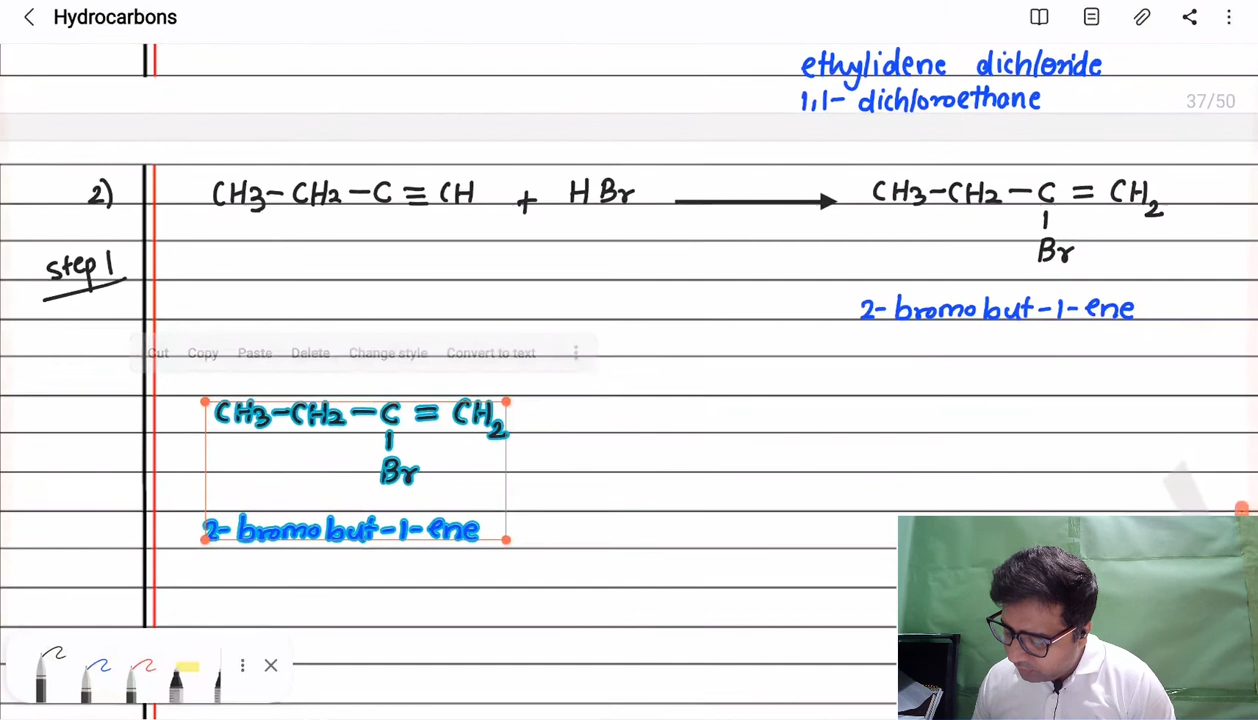 Hydrocarbons
ethylidene dichloride
1,1- dichloroethane
37/50
2) CH3-CH2-C≡CH + HBr ⟶ CH3-CH2-C=CH2
Br
step 1
2-bromobut-1-ene
Cut Copy Paste Delete Change style Convert to text
CH3-CH2-C=CH2
Br
2-bromobut-1-ene